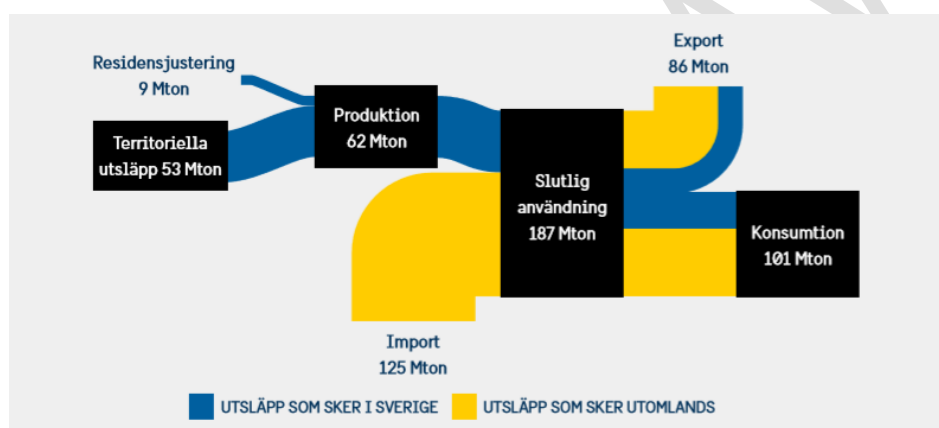 Export
86 Mton
Residensjustering
9 Mton
Produktion
62 Mton
Territoriella
utsläpp 53 Mton
Slutlig
användning
187 Mton
Konsumtion
101 Mton
Import
125 Mton
UTSLÄPP SOM SKER I SVERIGE
UTSLÄPP SOM SKER UTOMLANDS